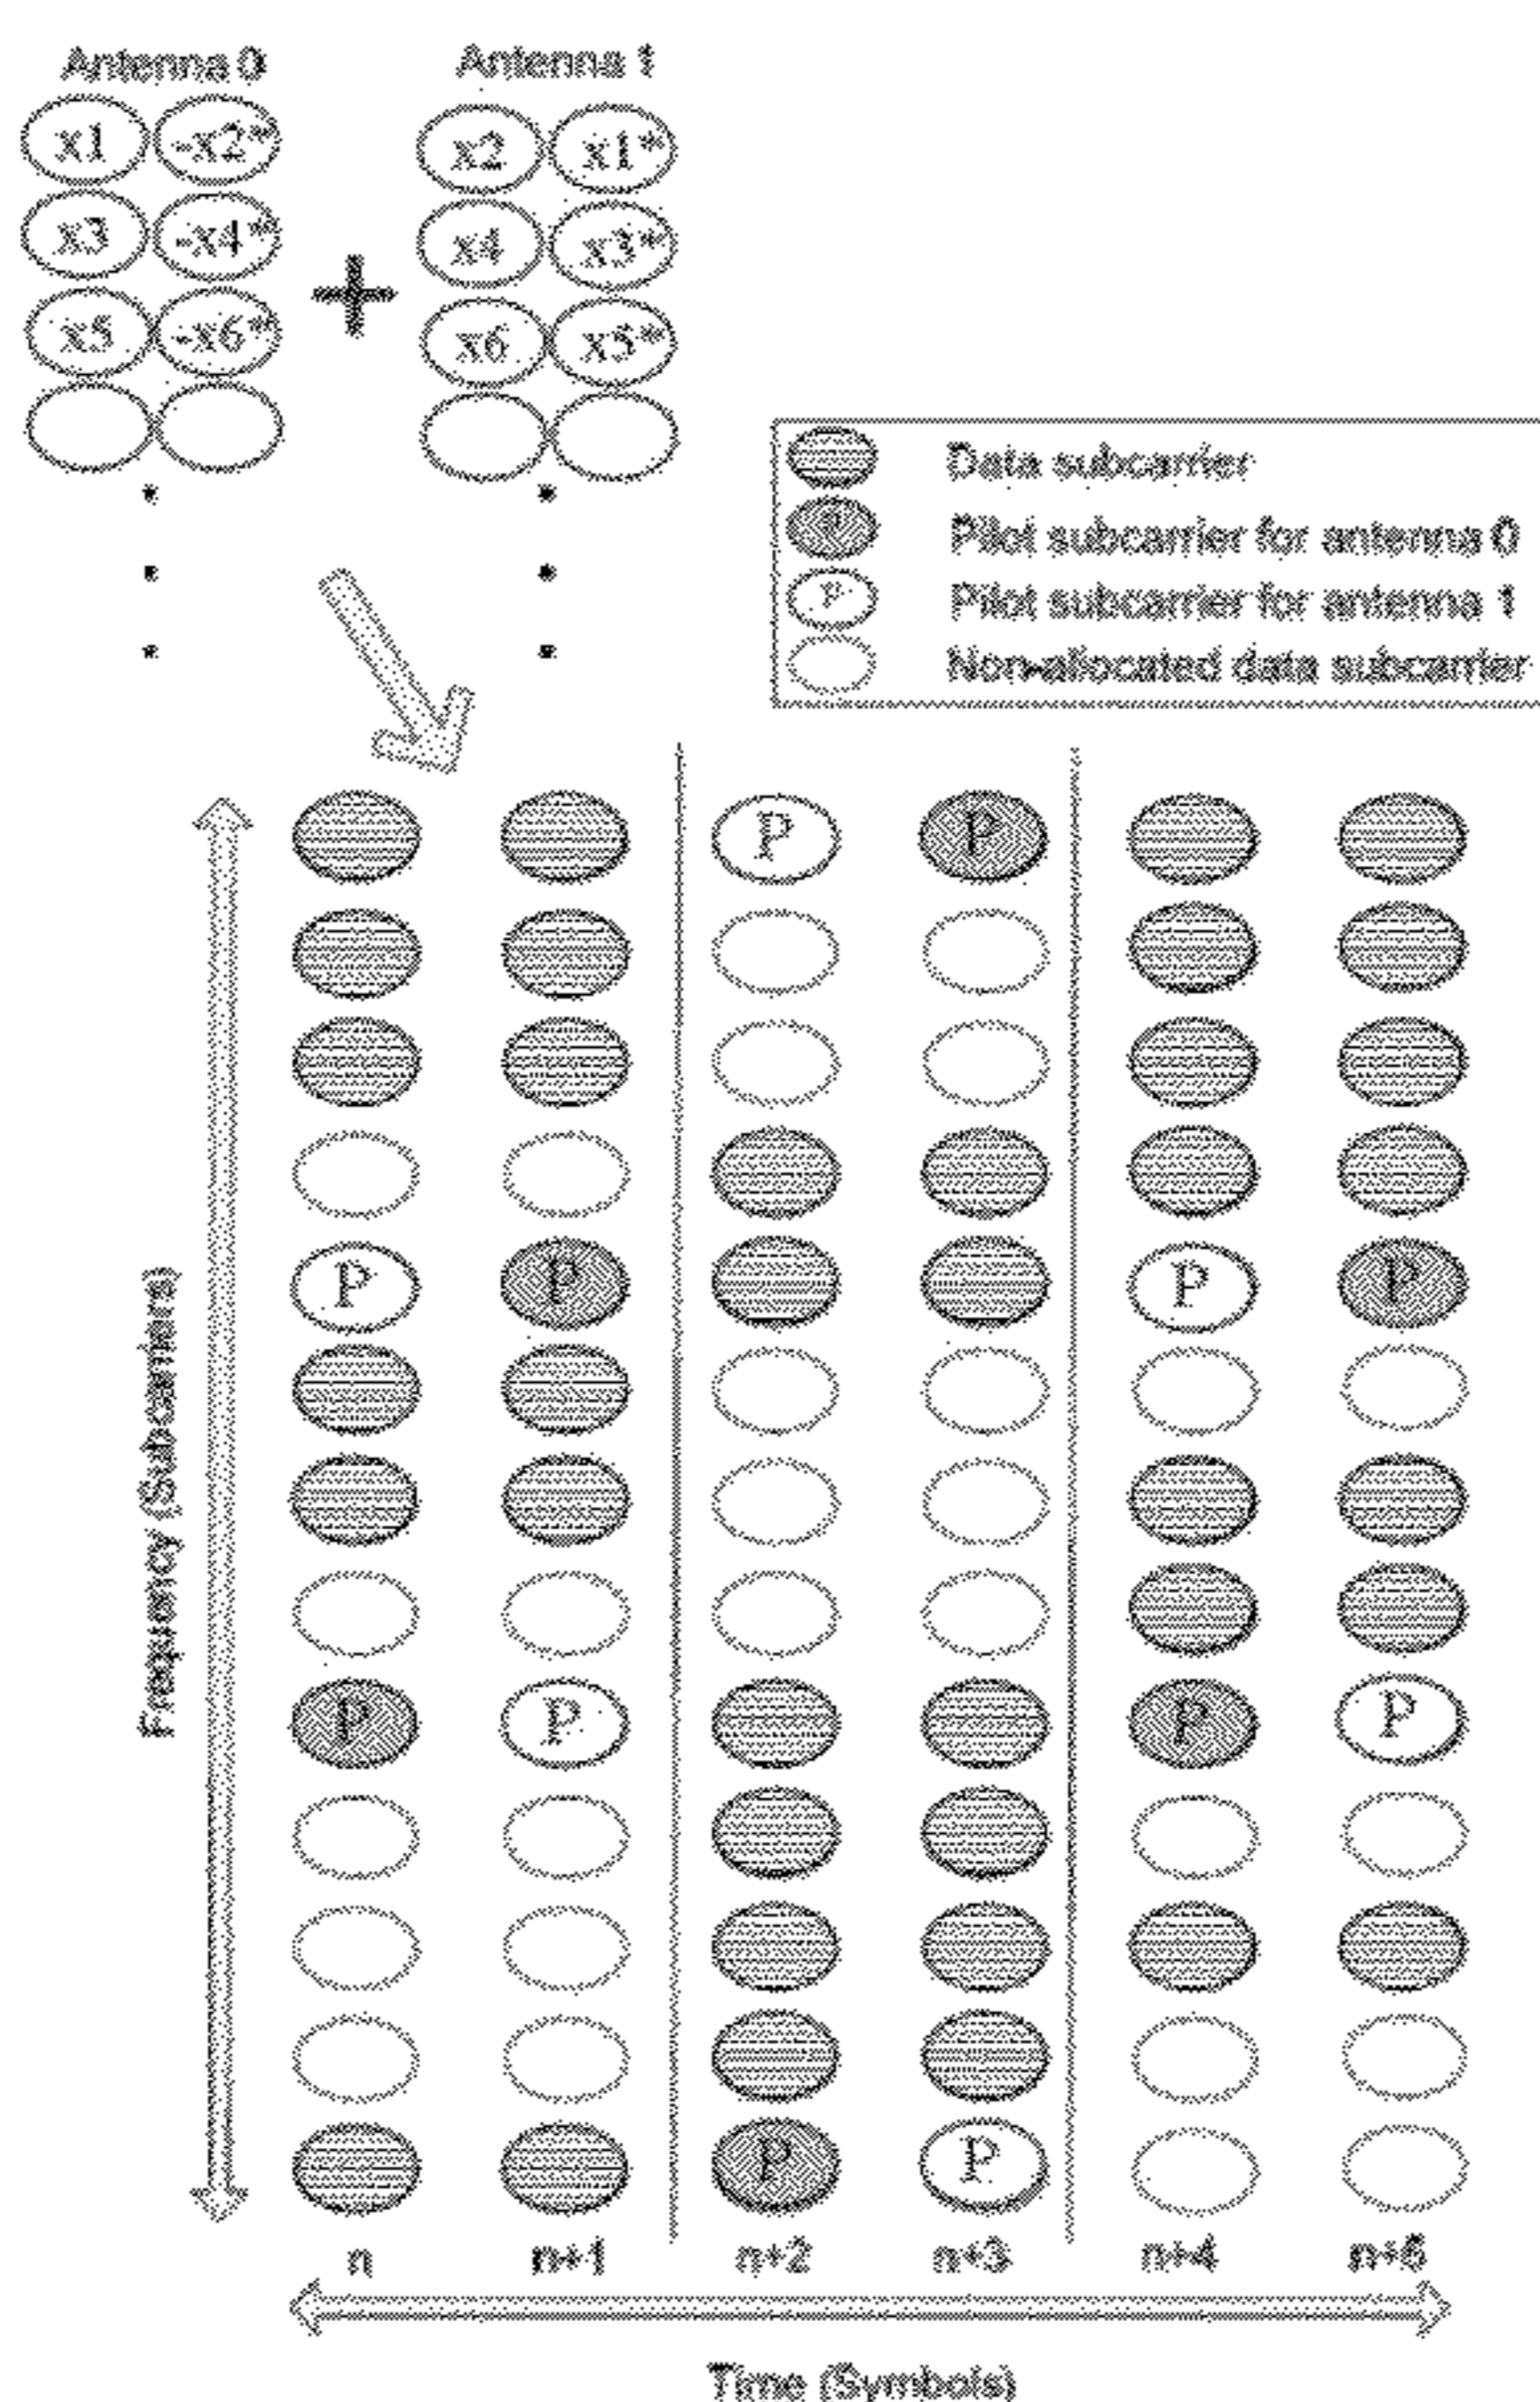 Antenna 0 Antenna 1
x1 -x2* x2 x1*
x3 -x4* x4 x3*
x5 -x6* x6 x5*
Data subcarrier
P Pilot subcarrier for antenna 0
P Pilot subcarrier for antenna 1
Non-allocated data subcarrier
P P
P P P P
P P P P
P P
Frequency (Subcarriers)
n n+1 n+2 n+3 n+4 n+5
Time (Symbols)